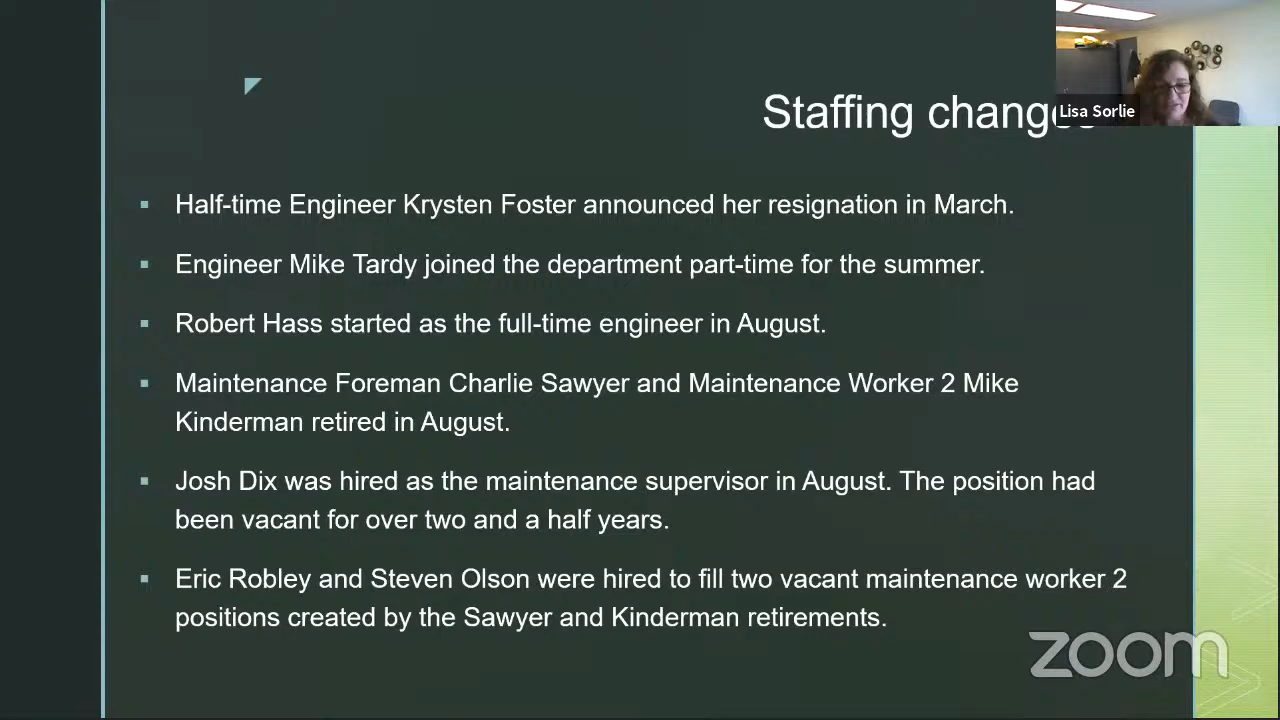 Staffing changes
Lisa Sorlie
Half-time Engineer Krysten Foster announced her resignation in March.
Engineer Mike Tardy joined the department part-time for the summer.
Robert Hass started as the full-time engineer in August.
Maintenance Foreman Charlie Sawyer and Maintenance Worker 2 Mike
Kinderman retired in August.
Josh Dix was hired as the maintenance supervisor in August. The position had
been vacant for over two and a half years.
Eric Robley and Steven Olson were hired to fill two vacant maintenance worker 2
positions created by the Sawyer and Kinderman retirements.
zoom